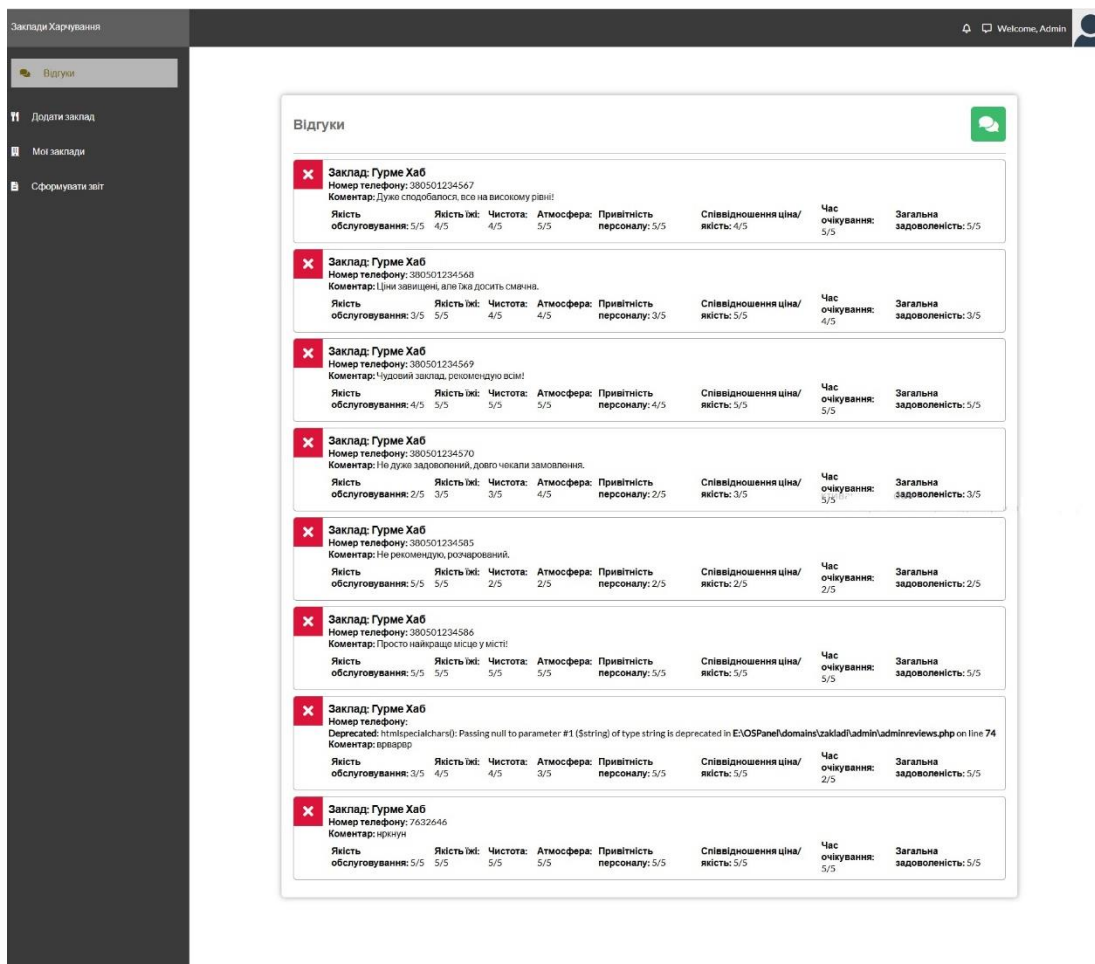 Заклади Харчування
Welcome, Admin
Відгуки
Додати заклад
Мої заклади
Сформувати звіт
Відгуки
Заклад: Гурме Хаб
Номер телефону: 380501234567
Коментар: Дуже сподобалося, все на високому рівні!
Якість обслуговування: 5/5 Якість їжі: 4/5 Чистота: 4/5 Атмосфера: 5/5 Привітність персоналу: 5/5 Співвідношення ціна/якість: 4/5 Час очікування: 5/5 Загальна задоволеність: 5/5
Заклад: Гурме Хаб
Номер телефону: 380501234568
Коментар: Ціни завищені, але їжа досить смачна.
Якість обслуговування: 3/5 Якість їжі: 5/5 Чистота: 4/5 Атмосфера: 4/5 Привітність персоналу: 3/5 Співвідношення ціна/якість: 5/5 Час очікування: 4/5 Загальна задоволеність: 3/5
Заклад: Гурме Хаб
Номер телефону: 380501234569
Коментар: Чудовий заклад, рекомендую всім!
Якість обслуговування: 4/5 Якість їжі: 5/5 Чистота: 5/5 Атмосфера: 5/5 Привітність персоналу: 4/5 Співвідношення ціна/якість: 5/5 Час очікування: 5/5 Загальна задоволеність: 5/5
Заклад: Гурме Хаб
Номер телефону: 380501234570
Коментар: Не дуже задоволений, довго чекали замовлення.
Якість обслуговування: 2/5 Якість їжі: 3/5 Чистота: 3/5 Атмосфера: 4/5 Привітність персоналу: 2/5 Співвідношення ціна/якість: 3/5 Час очікування: 5/5 Загальна задоволеність: 3/5
Заклад: Гурме Хаб
Номер телефону: 380501234585
Коментар: Не рекомендую, розчарований.
Якість обслуговування: 5/5 Якість їжі: 5/5 Чистота: 2/5 Атмосфера: 2/5 Привітність персоналу: 2/5 Співвідношення ціна/якість: 2/5 Час очікування: 2/5 Загальна задоволеність: 2/5
Заклад: Гурме Хаб
Номер телефону: 380501234586
Коментар: Просто найкраще місце у місті!
Якість обслуговування: 5/5 Якість їжі: 5/5 Чистота: 5/5 Атмосфера: 5/5 Привітність персоналу: 5/5 Співвідношення ціна/якість: 5/5 Час очікування: 5/5 Загальна задоволеність: 5/5
Заклад: Гурме Хаб
Номер телефону:
Deprecated: htmlspecialchars(): Passing null to parameter #1 ($string) of type string is deprecated in E:\OSPanel\domains\zakladi\admin\adminreviews.php on line 74
Коментар: врварвр
Якість обслуговування: 3/5 Якість їжі: 4/5 Чистота: 4/5 Атмосфера: 3/5 Привітність персоналу: 5/5 Співвідношення ціна/якість: 5/5 Час очікування: 2/5 Загальна задоволеність: 5/5
Заклад: Гурме Хаб
Номер телефону: 7632646
Коментар: нркнун
Якість обслуговування: 5/5 Якість їжі: 5/5 Чистота: 5/5 Атмосфера: 5/5 Привітність персоналу: 5/5 Співвідношення ціна/якість: 5/5 Час очікування: 5/5 Загальна задоволеність: 5/5